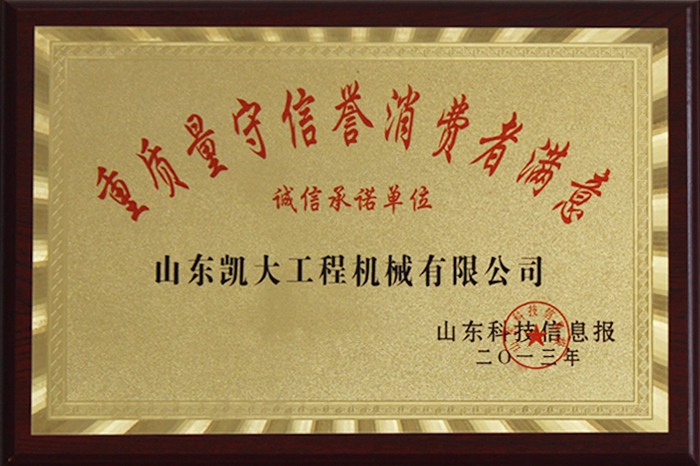 重质量守信誉消费者满意
诚信承诺单位
山东凯大工程机械有限公司
山东科技信息报
二〇一三年